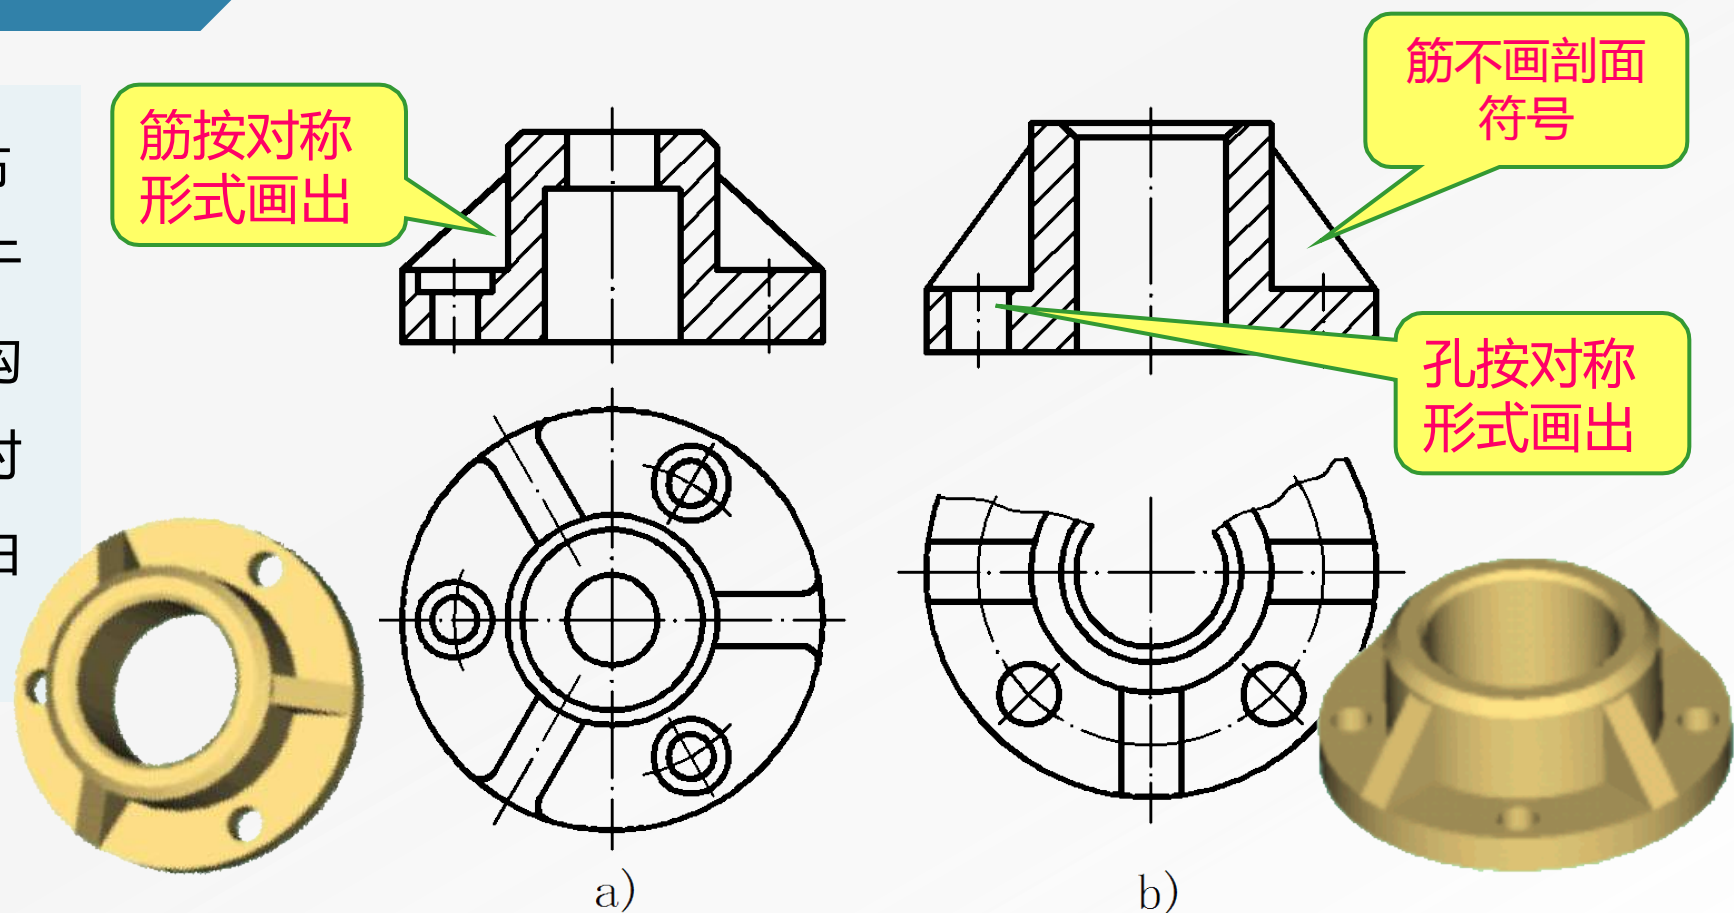 筋按对称
形式画出
筋不画剖面
符号
孔按对称
形式画出
a)
b)